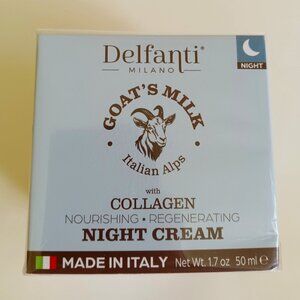 Delfanti®
MILANO
NIGHT
GOAT'S MILK
Italian Alps
with
COLLAGEN
NOURISHING • REGENERATING
NIGHT CREAM
MADE IN ITALY Net Wt. 1.7 oz 50 ml ℮